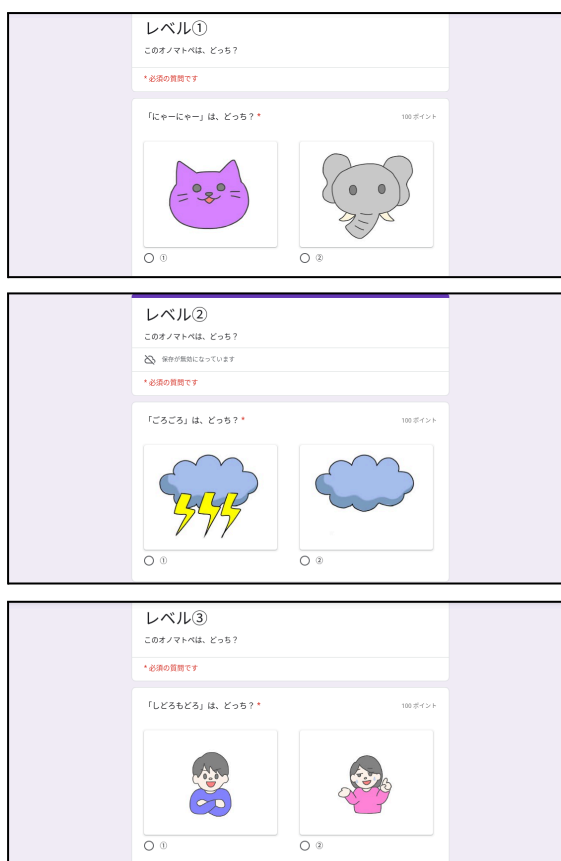 レベル①
このオノマトペは、どっち？
* 必須の質問です
「にゃーにゃー」は、どっち？ * 100 ポイント
① ②
レベル②
このオノマトペは、どっち？
保存が無効になっています
* 必須の質問です
「ごろごろ」は、どっち？ * 100 ポイント
① ②
レベル③
このオノマトペは、どっち？
* 必須の質問です
「しどろもどろ」は、どっち？ * 100 ポイント
① ②